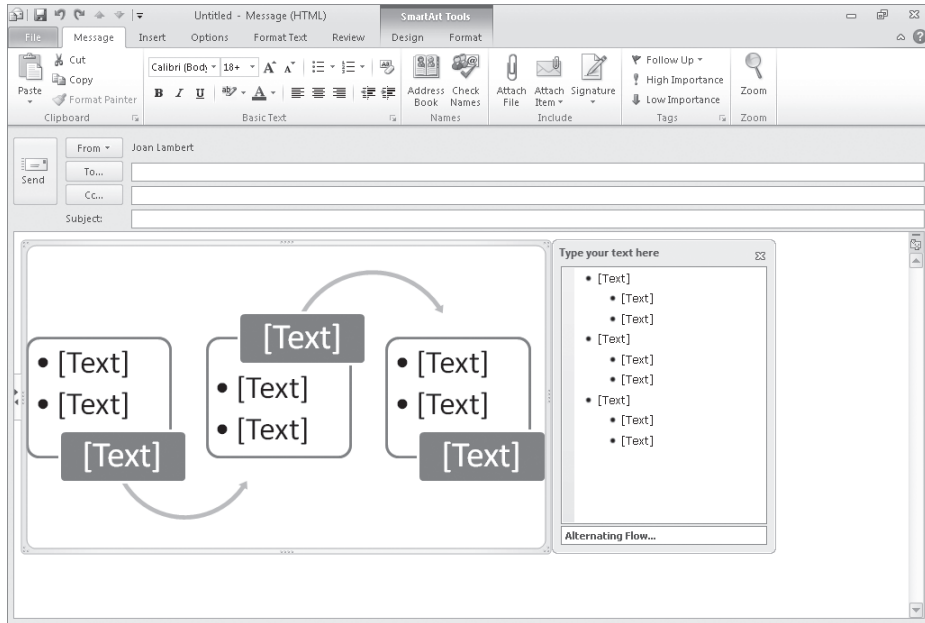 Untitled - Message (HTML)
SmartArt Tools
File Message Insert Options Format Text Review Design Format
Paste
Cut
Copy
Format Painter
Clipboard
Calibri (Body 18+ A A
B I U ab A
Basic Text
Address Book
Check Names
Names
Attach File
Attach Item
Signature
Include
Follow Up
High Importance
Low Importance
Tags
Zoom
Zoom
Send
From Joan Lambert
To...
Cc...
Subject:
[Text]
[Text]
[Text]
[Text]
[Text]
[Text]
[Text]
[Text]
[Text]
Type your text here
[Text]
[Text]
[Text]
[Text]
[Text]
[Text]
[Text]
[Text]
[Text]
Alternating Flow...